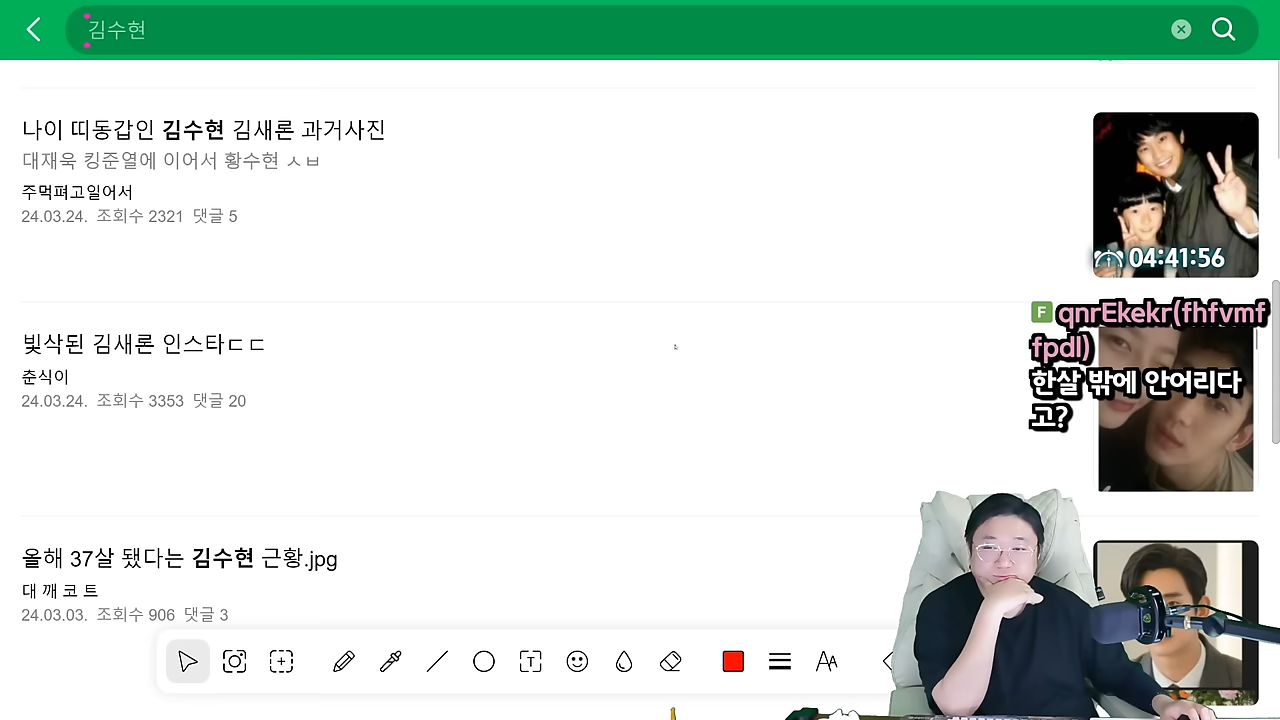 김수현
나이 띠동갑인 김수현 김새론 과거사진
대재욱 킹준열에 이어서 황수현 ㅅㅂ
주먹펴고일어서
24.03.24. 조회수 2321 댓글 5
04:41:56
F qnrEkekr(fhfvmf
fpdl)
한살 밖에 안어리다
고?
빛삭된 김새론 인스타ㄷㄷ
춘식이
24.03.24. 조회수 3353 댓글 20
올해 37살 됐다는 김수현 근황.jpg
대 깨 코 트
24.03.03. 조회수 906 댓글 3
T
AA